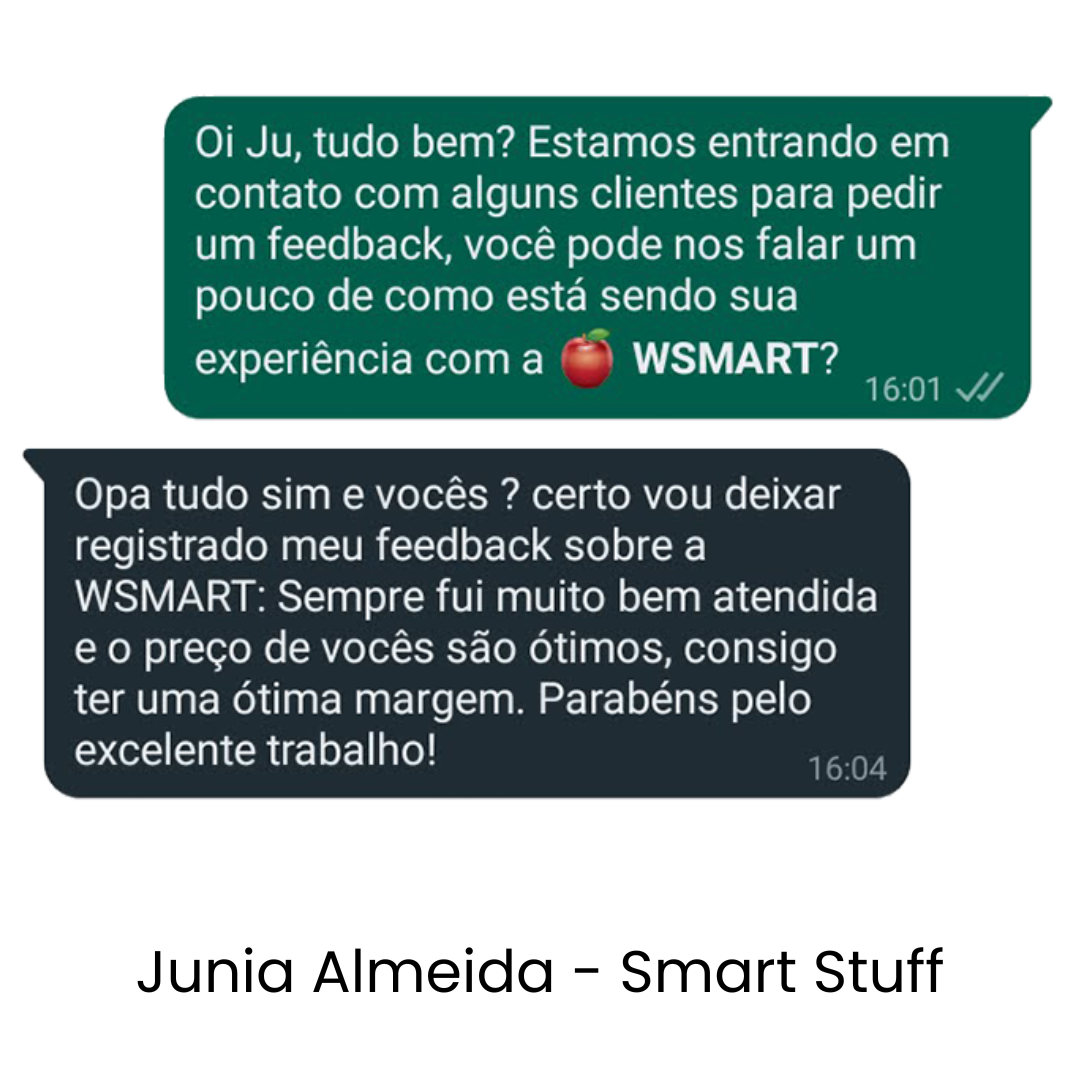 Oi Ju, tudo bem? Estamos entrando em
contato com alguns clientes para pedir
um feedback, você pode nos falar um
pouco de como está sendo sua
experiência com a 🍎 WSMART?
16:01
Opa tudo sim e vocês ? certo vou deixar
registrado meu feedback sobre a
WSMART: Sempre fui muito bem atendida
e o preço de vocês são ótimos, consigo
ter uma ótima margem. Parabéns pelo
excelente trabalho!
16:04
Junia Almeida - Smart Stuff